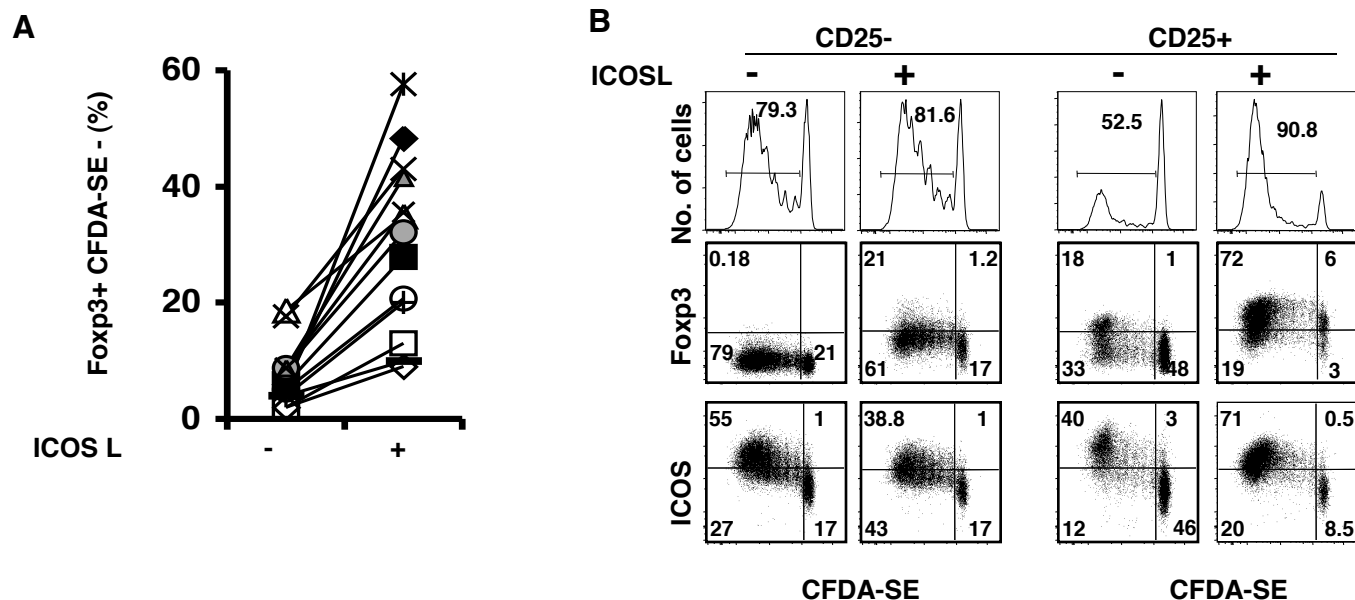 A
Foxp3+ CFDA-SE - (%)
60
40
20
0
ICOS L - +
B
CD25- CD25+
ICOSL - + - +
No. of cells
79.3 81.6 52.5 90.8
Foxp3
0.18 21 1.2 18 1 72 6
79 21 61 17 33 48 19 3
ICOS
55 1 38.8 1 40 3 71 0.5
27 17 43 17 12 46 20 8.5
CFDA-SE CFDA-SE